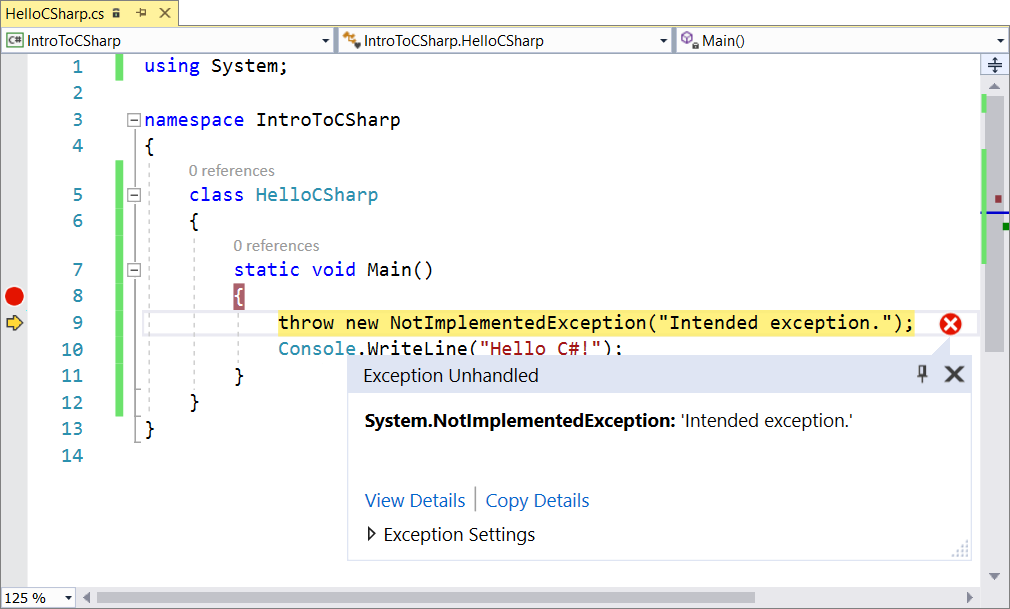 HelloCSharp.cs
C# IntroToCSharp IntroToCSharp.HelloCSharp Main()
1 using System;
2
3 namespace IntroToCSharp
4 {
0 references
5 class HelloCSharp
6 {
0 references
7 static void Main()
8 {
9 throw new NotImplementedException("Intended exception.");
10 Console.WriteLine("Hello C#!");
11 }
12 }
13 }
14
Exception Unhandled
System.NotImplementedException: 'Intended exception.'
View Details | Copy Details
Exception Settings
125 %